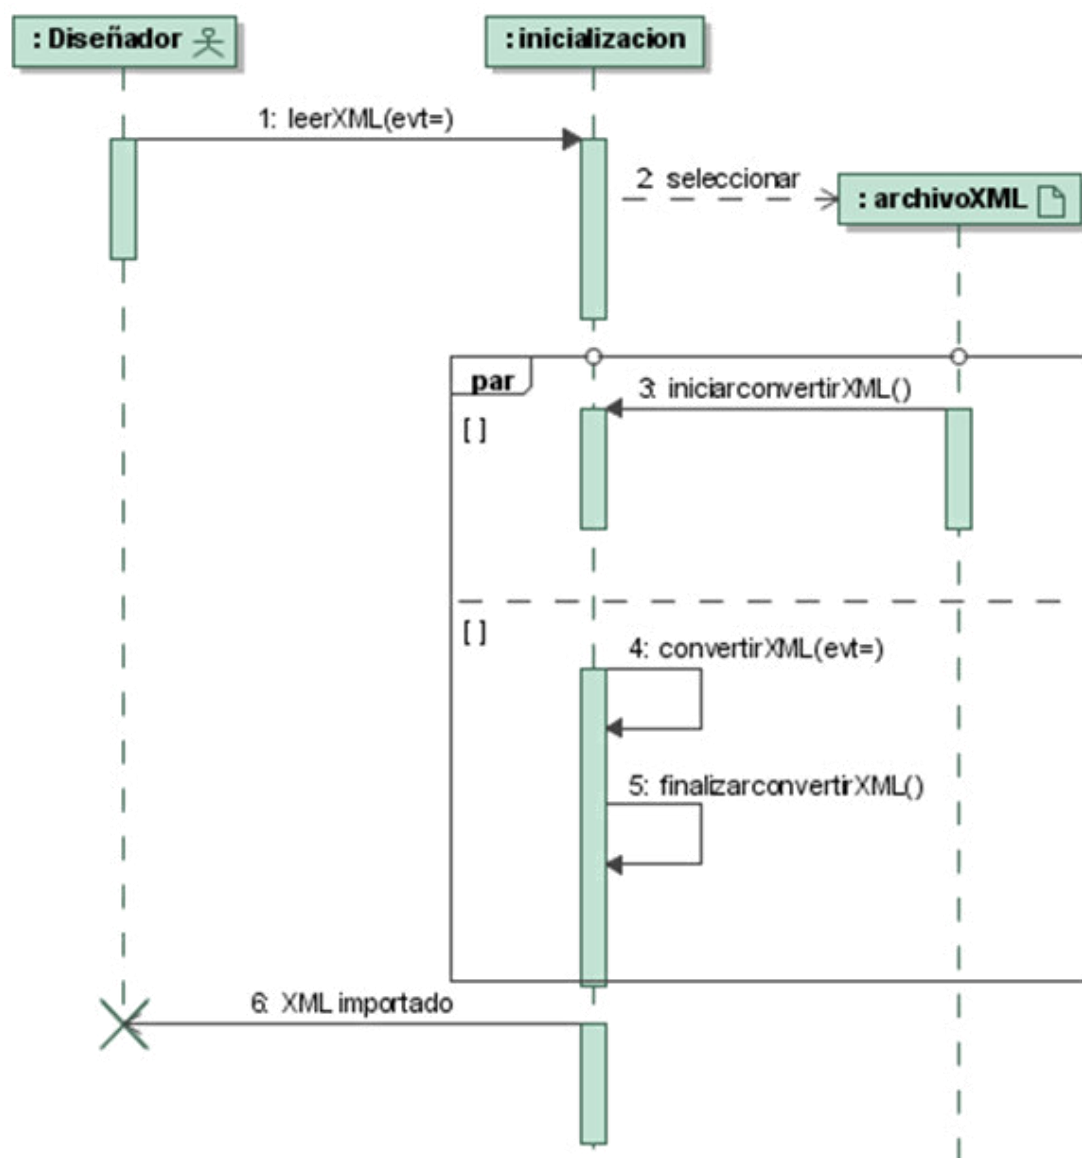 : Diseñador
: inicializacion
1: leerXML(evt=)
2: seleccionar
: archivoXML
par
3: iniciarconvertirXML()
[ ]
[ ]
4: convertirXML(evt=)
5: finalizarconvertirXML()
6: XML importado